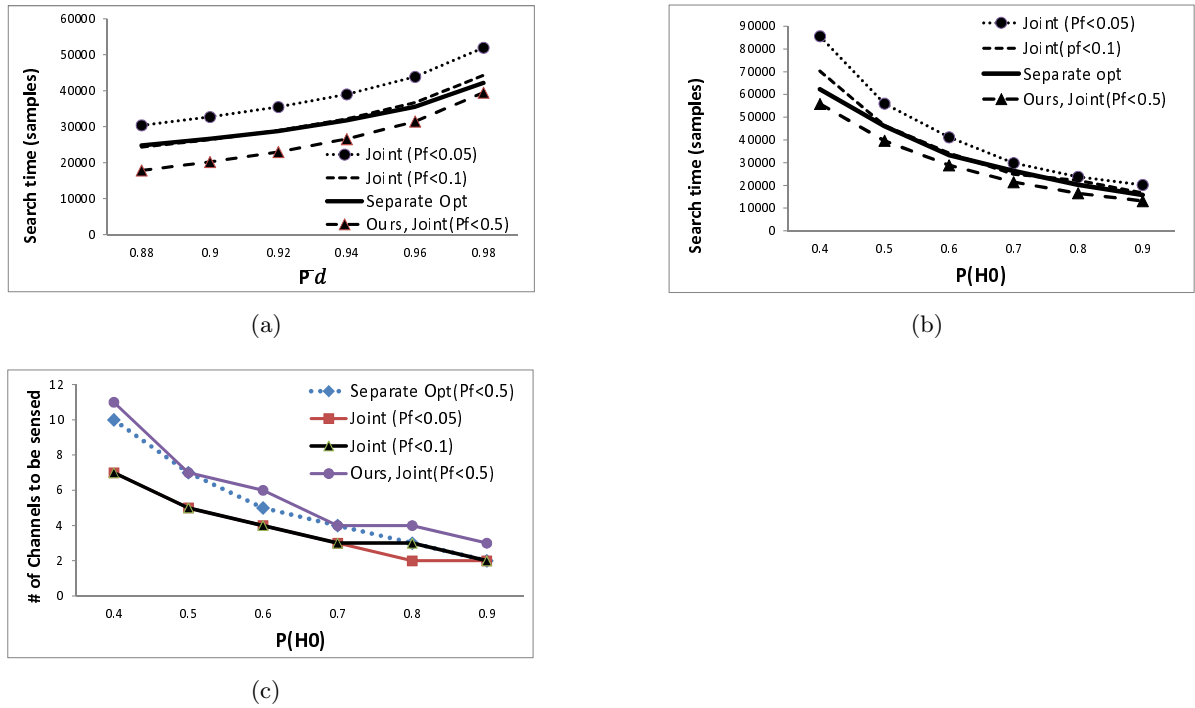 60000
50000
40000
30000
20000
10000
0
Search time (samples)
Joint (Pf<0.05)
Joint (Pf<0.1)
Separate Opt
Ours, Joint(Pf<0.5)
0.88 0.9 0.92 0.94 0.96 0.98
P̄ d
(a)
90000
80000
70000
60000
50000
40000
30000
20000
10000
0
Search time (samples)
Joint (Pf<0.05)
Joint(pf<0.1)
Separate opt
Ours, Joint(Pf<0.5)
0.4 0.5 0.6 0.7 0.8 0.9
P(H0)
(b)
12
10
8
6
4
2
0
# of Channels to be sensed
Separate Opt(Pf<0.5)
Joint (Pf<0.05)
Joint (Pf<0.1)
Ours, Joint(Pf<0.5)
0.4 0.5 0.6 0.7 0.8 0.9
P(H0)
(c)